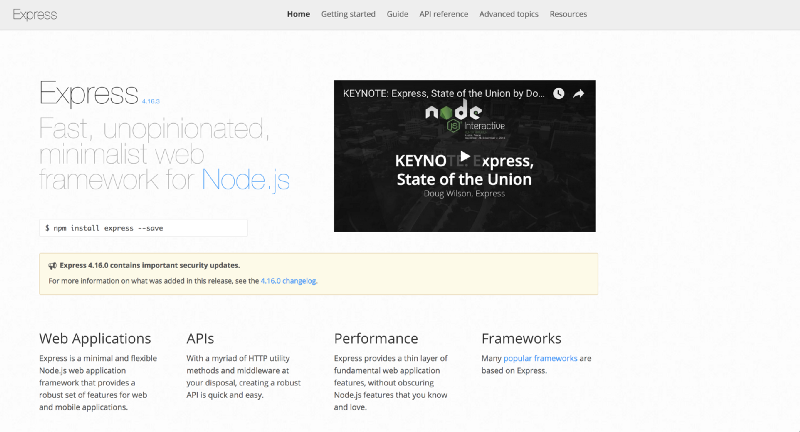 Express
Home Getting started Guide API reference Advanced topics Resources
Express 4.16.3
Fast, unopinionated,
minimalist web
framework for Node.js
$ npm install express --save
KEYNOTE: Express, State of the Union by Do...
node
js Interactive
KEYNOTE: Express,
State of the Union
Doug Wilson, Express
Express 4.16.0 contains important security updates.
For more information on what was added in this release, see the 4.16.0 changelog.
Web Applications
Express is a minimal and flexible
Node.js web application
framework that provides a
robust set of features for web
and mobile applications.
APIs
With a myriad of HTTP utility
methods and middleware at
your disposal, creating a robust
API is quick and easy.
Performance
Express provides a thin layer of
fundamental web application
features, without obscuring
Node.js features that you know
and love.
Frameworks
Many popular frameworks are
based on Express.